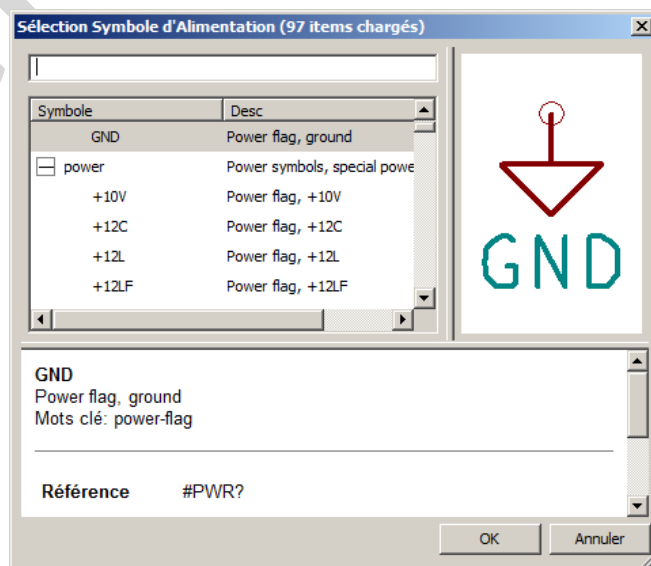 Sélection Symbole d'Alimentation (97 items chargés)
Symbole Desc
GND Power flag, ground
power Power symbols, special powe
+10V Power flag, +10V
+12C Power flag, +12C
+12L Power flag, +12L
+12LF Power flag, +12LF
GND
GND
Power flag, ground
Mots clé: power-flag
Référence #PWR?
OK Annuler